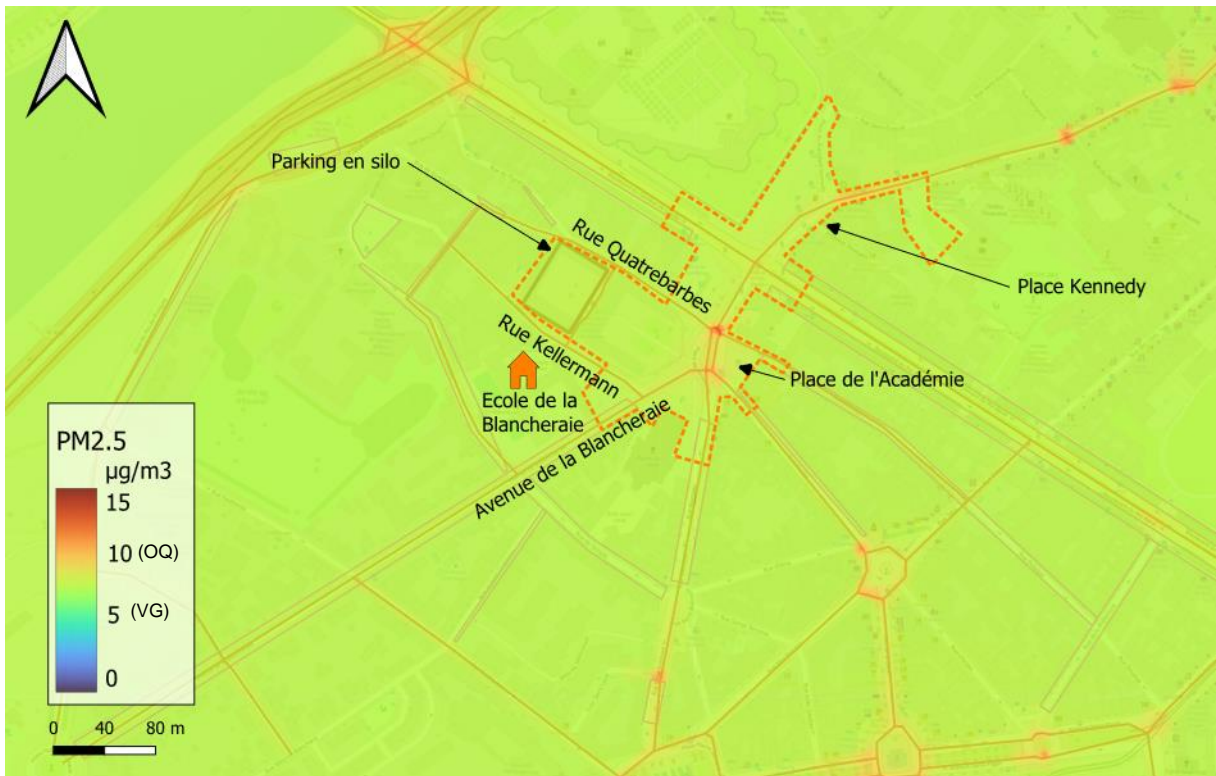 Parking en silo
Rue Quatrebarbes
Place Kennedy
Rue Kellermann
Place de l'Académie
Ecole de la
Blancheraie
Avenue de la Blancheraie
PM2.5
µg/m3
15
10 (OQ)
5 (VG)
0
0 40 80 m